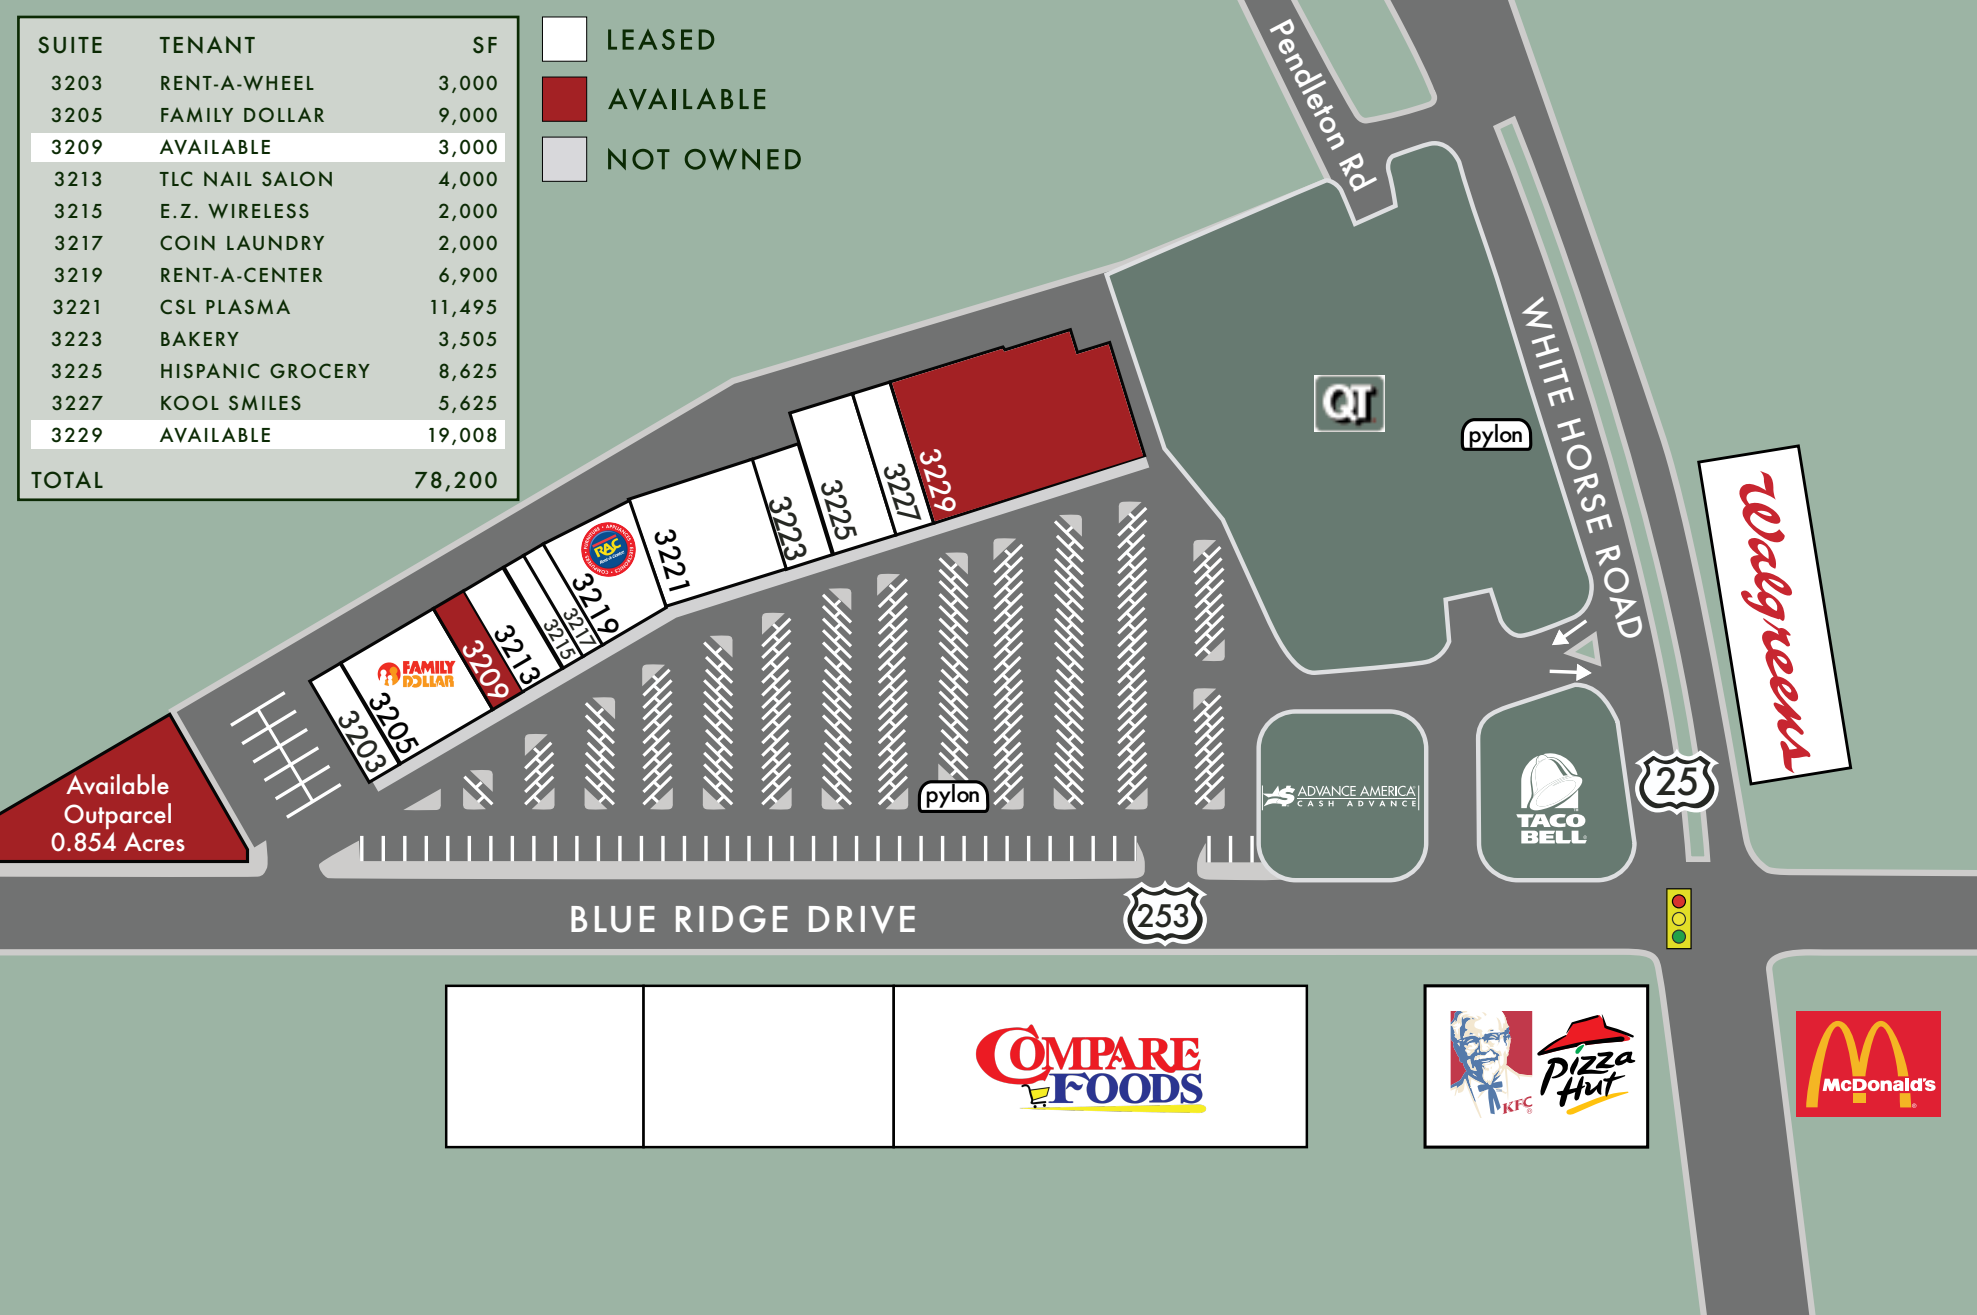 SUITE TENANT SF
3203 RENT-A-WHEEL 3,000
3205 FAMILY DOLLAR 9,000
3209 AVAILABLE 3,000
3213 TLC NAIL SALON 4,000
3215 E.Z. WIRELESS 2,000
3217 COIN LAUNDRY 2,000
3219 RENT-A-CENTER 6,900
3221 CSL PLASMA 11,495
3223 BAKERY 3,505
3225 HISPANIC GROCERY 8,625
3227 KOOL SMILES 5,625
3229 AVAILABLE 19,008
TOTAL 78,200
LEASED
AVAILABLE
NOT OWNED
Pendleton Rd
WHITE HORSE ROAD
QT
pylon
Walgreens
3203
3205
FAMILY
DOLLAR
3209
3213
3215
3217
3219
RAC
3221
3223
3225
3227
3229
Available
Outparcel
0.854 Acres
pylon
ADVANCE AMERICA
CASH ADVANCE
TACO
BELL
25
BLUE RIDGE DRIVE
253
COMPARE
FOODS
KFC
Pizza
Hut
McDonald's